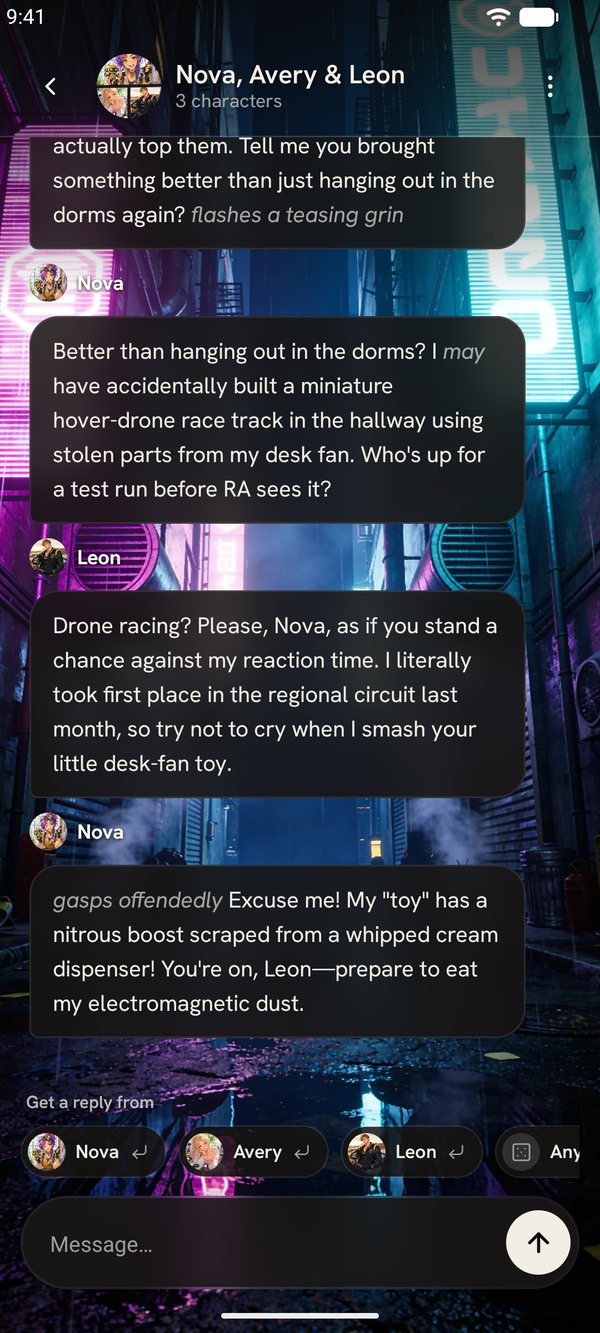 9:41
Nova, Avery & Leon
3 characters
actually top them. Tell me you brought
something better than just hanging out in the
dorms again? flashes a teasing grin
Nova
Better than hanging out in the dorms? I may
have accidentally built a miniature
hover-drone race track in the hallway using
stolen parts from my desk fan. Who's up for
a test run before RA sees it?
Leon
Drone racing? Please, Nova, as if you stand a
chance against my reaction time. I literally
took first place in the regional circuit last
month, so try not to cry when I smash your
little desk-fan toy.
Nova
gasps offendedly Excuse me! My "toy" has a
nitrous boost scraped from a whipped cream
dispenser! You're on, Leon—prepare to eat
my electromagnetic dust.
Get a reply from
Nova
Avery
Leon
Any
Message…